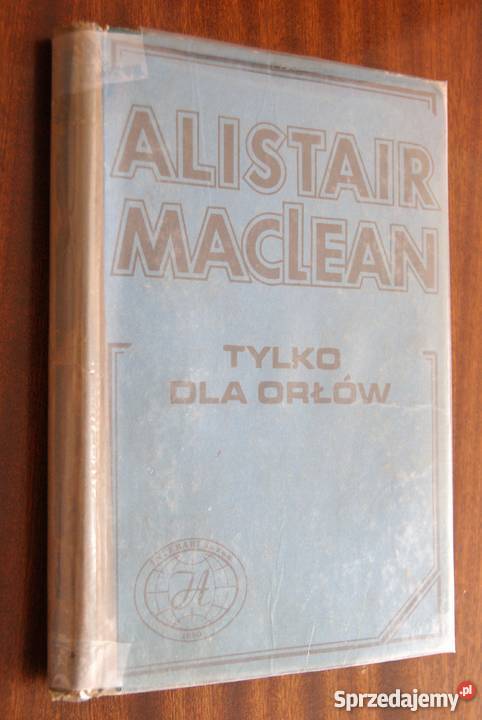 ALISTAIR
MACLEAN
TYLKO
DLA ORŁÓW
Sprzedajemy.pl